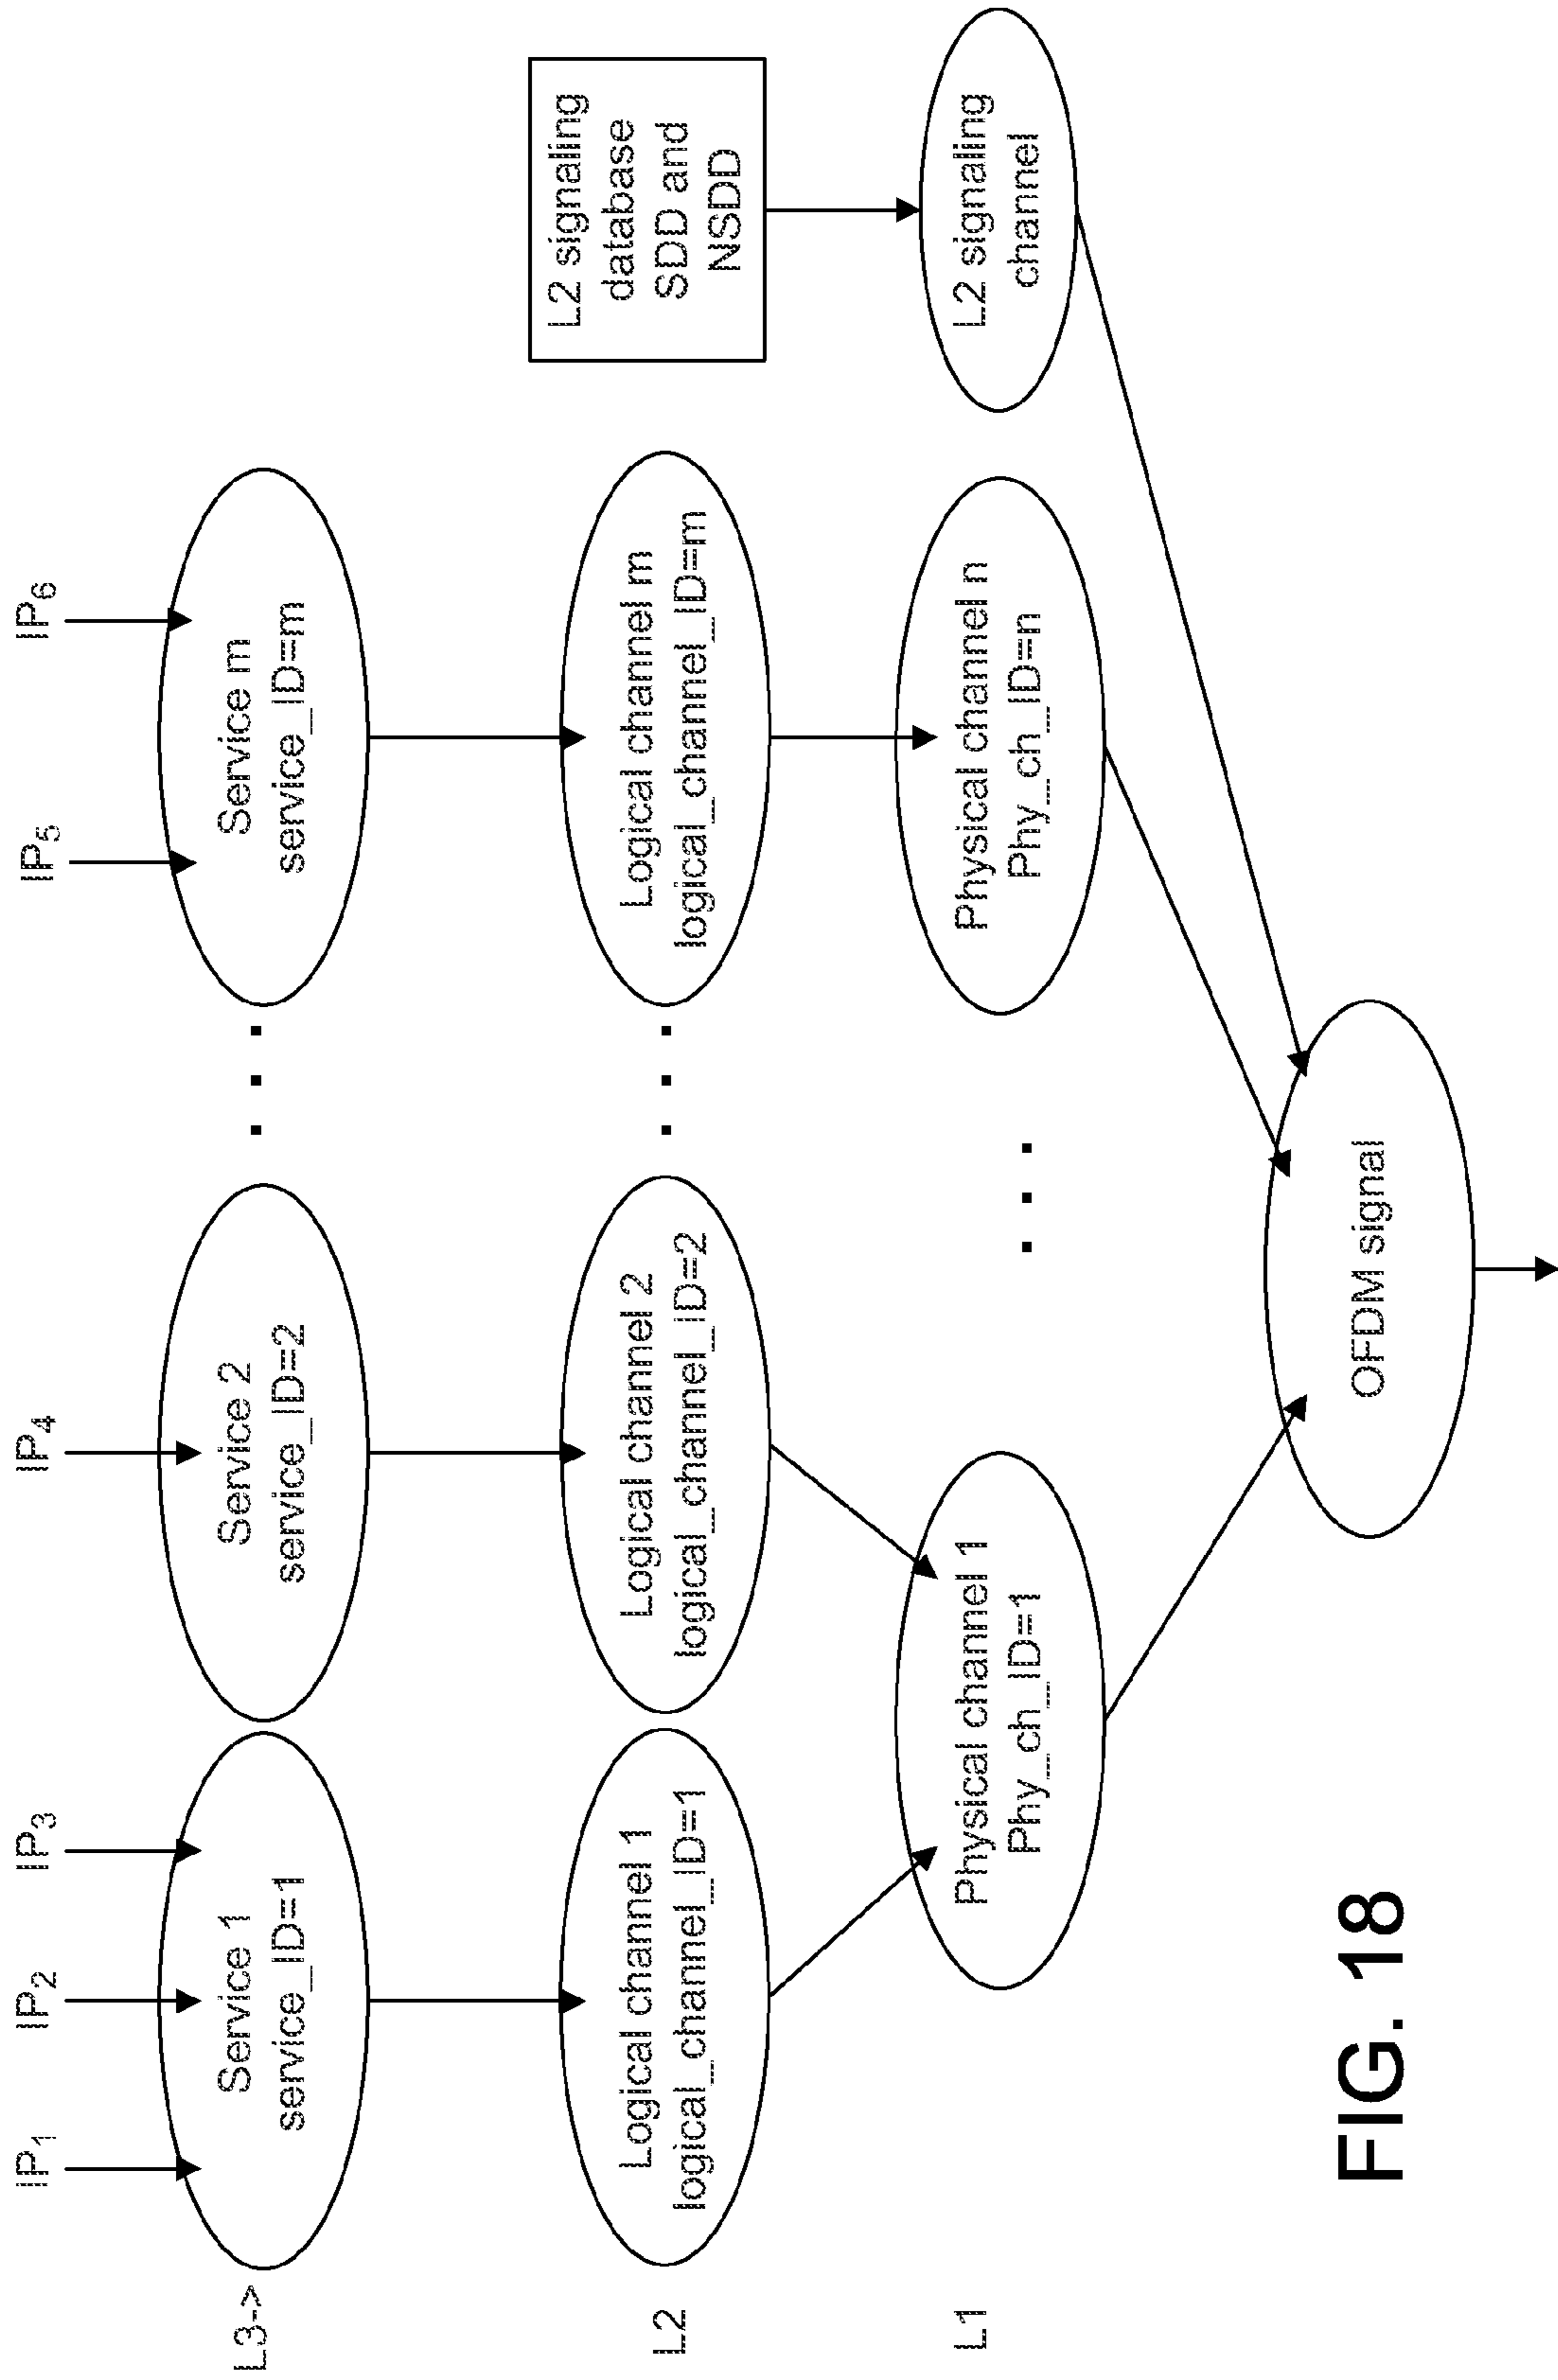 IP1
IP2
IP3
IP4
IP5
IP6
L3->
Service 1
service_ID=1
Service 2
service_ID=2
. . .
Service m
service_ID=m
L2 signaling
database
SDD and
NSDD
L2
Logical channel 1
logical_channel_ID=1
Logical channel 2
logical_channel_ID=2
. . .
Logical channel m
logical_channel_ID=m
L1
Physical channel 1
Phy_ch_ID=1
. . .
Physical channel n
Phy_ch_ID=n
L2 signaling
channel
OFDM signal
FIG. 18